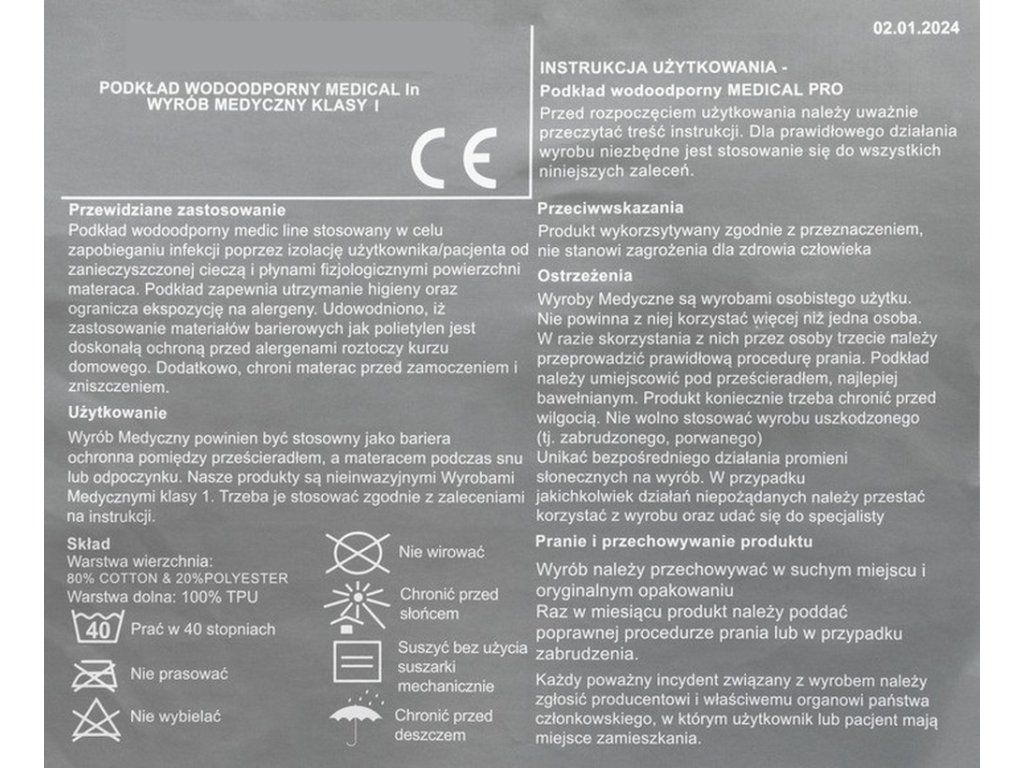 02.01.2024
PODKŁAD WODOODPORNY MEDICAL In
WYRÓB MEDYCZNY KLASY I
CE
Przewidziane zastosowanie
Podkład wodoodporny medic line stosowany w celu
zapobieganiu infekcji poprzez izolację użytkownika/pacjenta od
zanieczyszczonej cieczą i płynami fizjologicznymi powierzchni
materaca. Podkład zapewnia utrzymanie higieny oraz
ogranicza ekspozycję na alergeny. Udowodniono, iż
zastosowanie materiałów barierowych jak polietylen jest
doskonałą ochroną przed alergenami roztoczy kurzu
domowego. Dodatkowo, chroni materac przed zamoczeniem i
zniszczeniem.
Użytkowanie
Wyrób Medyczny powinien być stosowny jako bariera
ochronna pomiędzy prześcieradłem, a materacem podczas snu
lub odpoczynku. Nasze produkty są nieinwazyjnymi Wyrobami
Medycznymi klasy 1. Trzeba je stosować zgodnie z zaleceniami
na instrukcji.
Skład
Warstwa wierzchnia:
80% COTTON & 20%POLYESTER
Warstwa dolna: 100% TPU
40 Prać w 40 stopniach
Nie prasować
Nie wybielać
Nie wirować
Chronić przed
słońcem
Suszyć bez użycia
suszarki
mechanicznie
Chronić przed
deszczem
INSTRUKCJA UŻYTKOWANIA -
Podkład wodoodporny MEDICAL PRO
Przed rozpoczęciem użytkowania należy uważnie
przeczytać treść instrukcji. Dla prawidłowego działania
wyrobu niezbędne jest stosowanie się do wszystkich
niniejszych zaleceń.
Przeciwwskazania
Produkt wykorzsytywany zgodnie z przeznaczeniem,
nie stanowi zagrożenia dla zdrowia człowieka
Ostrzeżenia
Wyroby Medyczne są wyrobami osobistego użytku.
Nie powinna z niej korzystać więcej niż jedna osoba.
W razie skorzystania z nich przez osoby trzecie należy
przeprowadzić prawidłową procedurę prania. Podkład
należy umiejscowić pod prześcieradłem, najlepiej
bawełnianym. Produkt koniecznie trzeba chronić przed
wilgocią. Nie wolno stosować wyrobu uszkodzonego
(tj. zabrudzonego, porwanego)
Unikać bezpośredniego działania promieni
słonecznych na wyrób. W przypadku
jakichkolwiek działań niepożądanych należy przestać
korzystać z wyrobu oraz udać się do specjalisty
Pranie i przechowywanie produktu
Wyrób należy przechowywać w suchym miejscu i
oryginalnym opakowaniu
Raz w miesiącu produkt należy poddać
poprawnej procedurze prania lub w przypadku
zabrudzenia.
Każdy poważny incydent związany z wyrobem należy
zgłosić producentowi i właściwemu organowi państwa
członkowskiego, w którym użytkownik lub pacjent mają
miejsce zamieszkania.